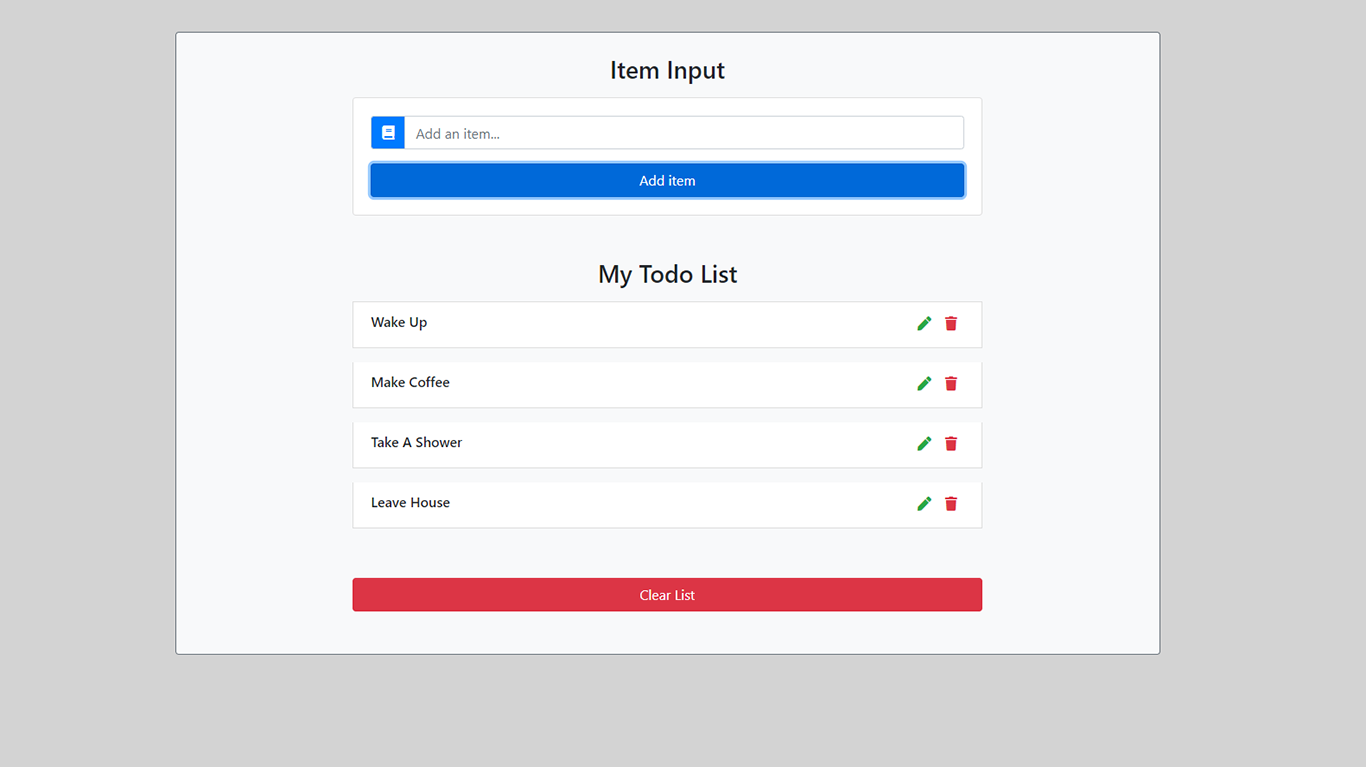 Item Input
Add an item...
Add item
My Todo List
Wake Up
Make Coffee
Take A Shower
Leave House
Clear List